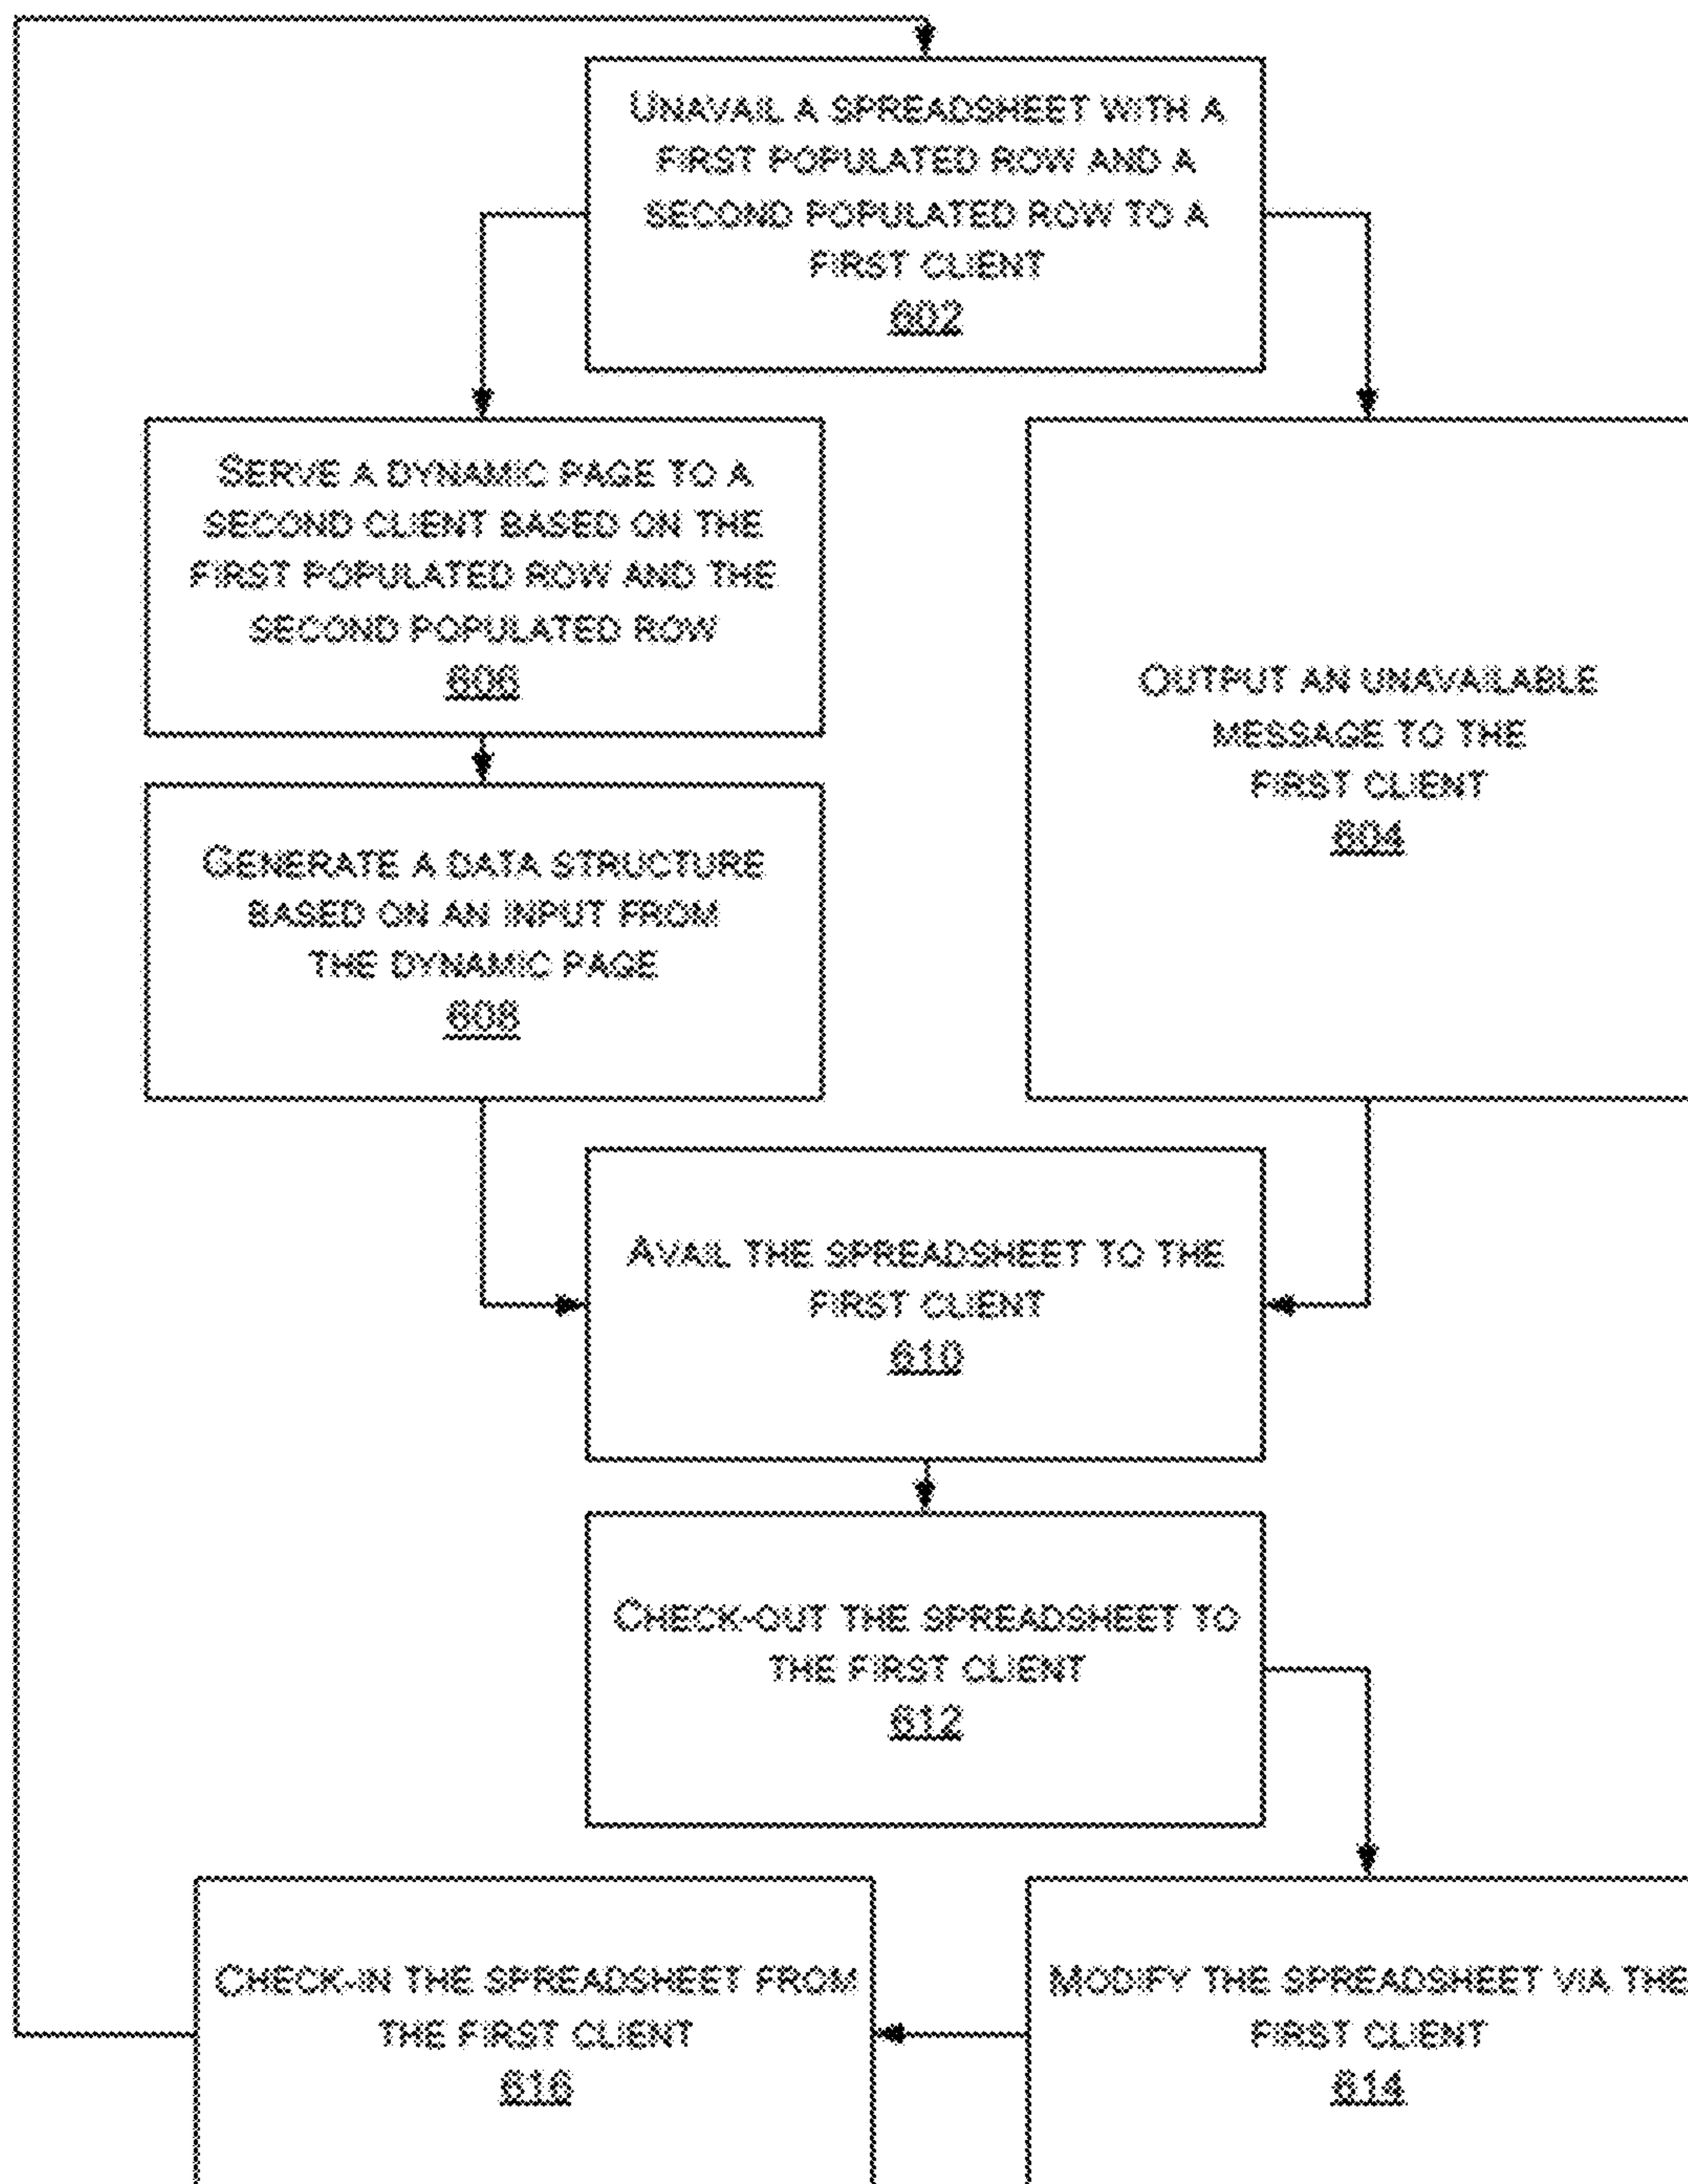 UNAVAIL A SPREADSHEET WITH A
FIRST POPULATED ROW AND A
SECOND POPULATED ROW TO A
FIRST CLIENT
602
SERVE A DYNAMIC PAGE TO A
SECOND CLIENT BASED ON THE
FIRST POPULATED ROW AND THE
SECOND POPULATED ROW
606
OUTPUT AN UNAVAILABLE
MESSAGE TO THE
FIRST CLIENT
604
GENERATE A DATA STRUCTURE
BASED ON AN INPUT FROM
THE DYNAMIC PAGE
608
AVAIL THE SPREADSHEET TO THE
FIRST CLIENT
610
CHECK-OUT THE SPREADSHEET TO
THE FIRST CLIENT
612
CHECK-IN THE SPREADSHEET FROM
THE FIRST CLIENT
616
MODIFY THE SPREADSHEET VIA THE
FIRST CLIENT
614